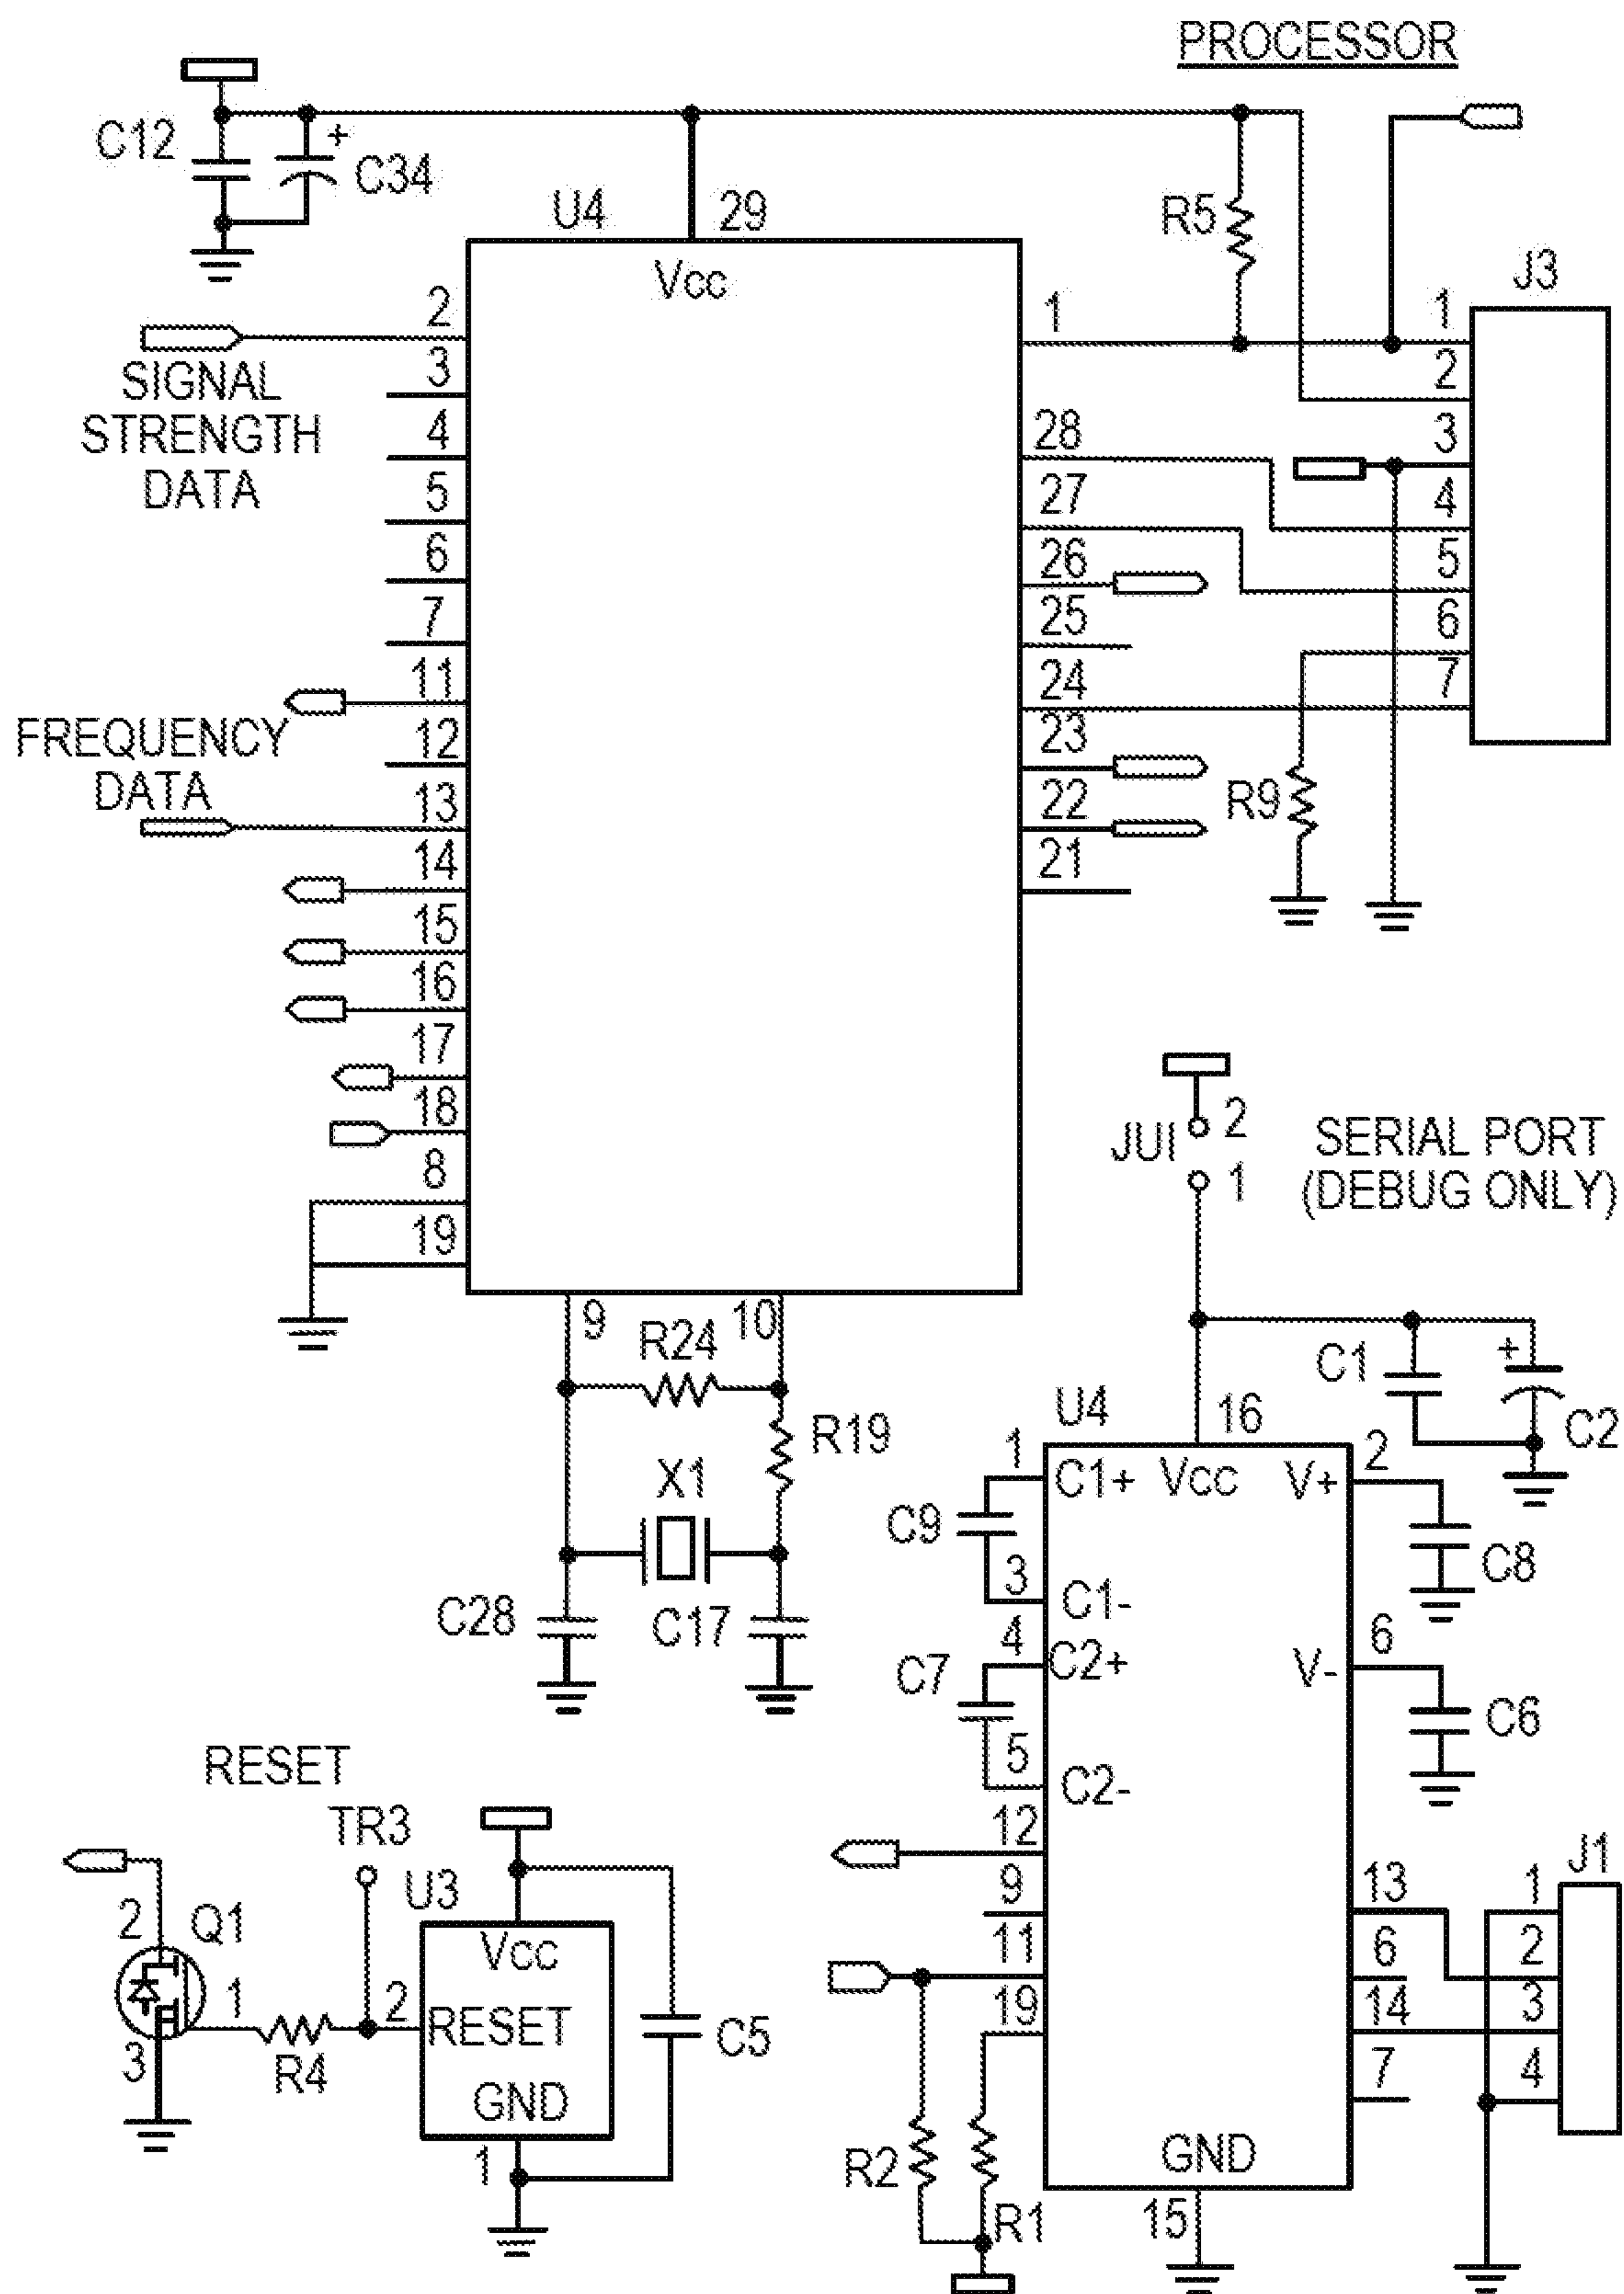 PROCESSOR
C12
+
C34
U4
29
VCC
R5
J3
2
SIGNAL
STRENGTH
DATA
3
4
5
6
7
11
FREQUENCY
DATA
12
13
14
15
16
17
18
8
19
1
28
27
26
25
24
23
22
21
1
2
3
4
5
6
7
R9
9
10
R24
R19
X1
C28
C17
JUI
2
1
SERIAL PORT
(DEBUG ONLY)
C1
+
C2
U4
16
1
C1+
VCC
V+
2
C9
C8
3
C1-
4
C2+
V-
6
C7
C6
5
C2-
12
9
11
19
13
6
14
7
J1
1
2
3
4
R2
R1
GND
15
RESET
TR3
U3
2
Q1
1
3
R4
2
VCC
RESET
GND
1
C5